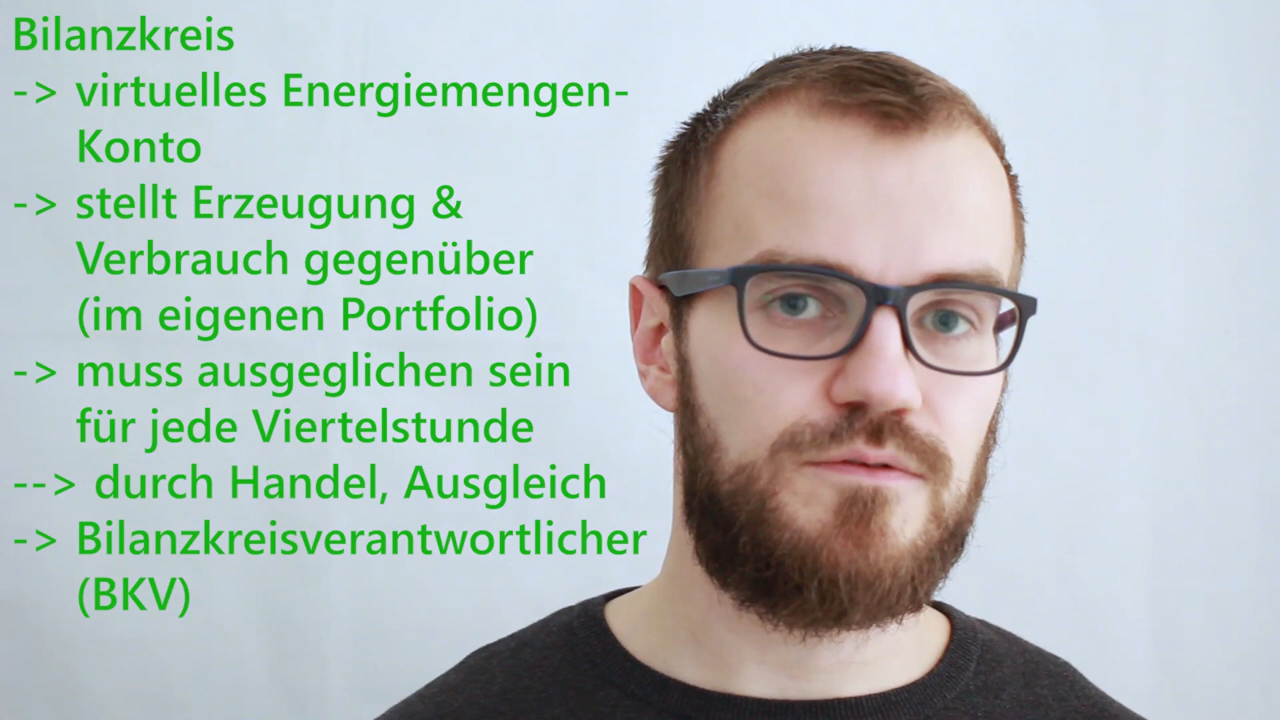 Bilanzkreis
-> virtuelles Energiemengen-
Konto
-> stellt Erzeugung &
Verbrauch gegenüber
(im eigenen Portfolio)
-> muss ausgeglichen sein
für jede Viertelstunde
--> durch Handel, Ausgleich
-> Bilanzkreisverantwortlicher
(BKV)